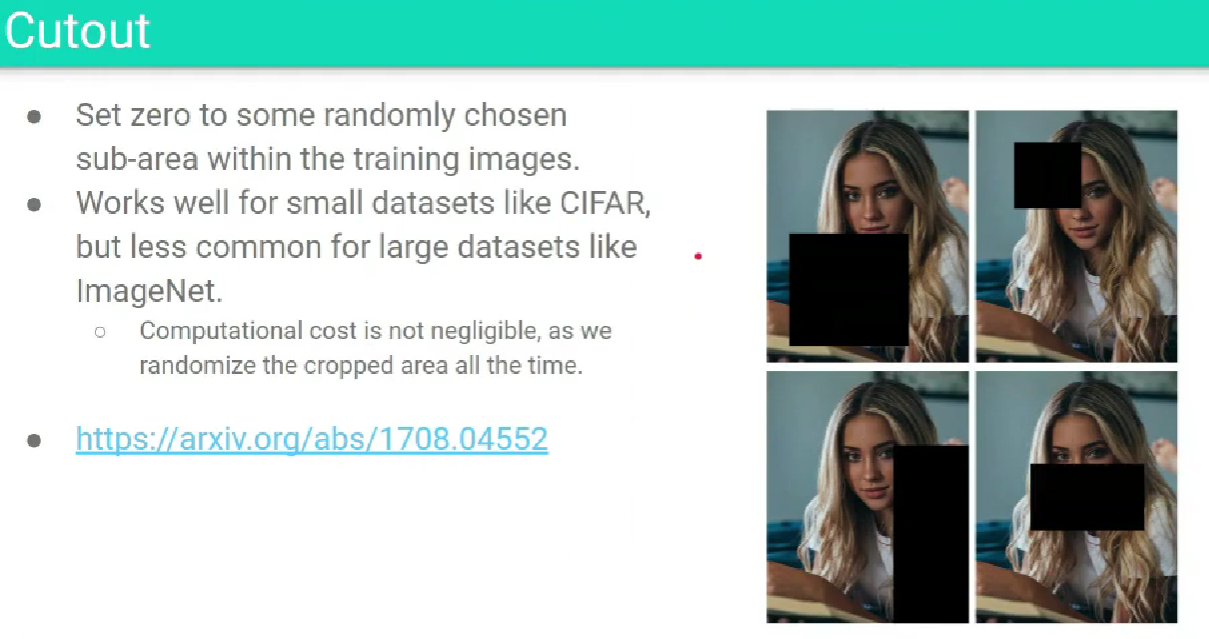 Cutout
● Set zero to some randomly chosen
sub-area within the training images.
● Works well for small datasets like CIFAR,
but less common for large datasets like
ImageNet.
○ Computational cost is not negligible, as we
randomize the cropped area all the time.
● https://arxiv.org/abs/1708.04552